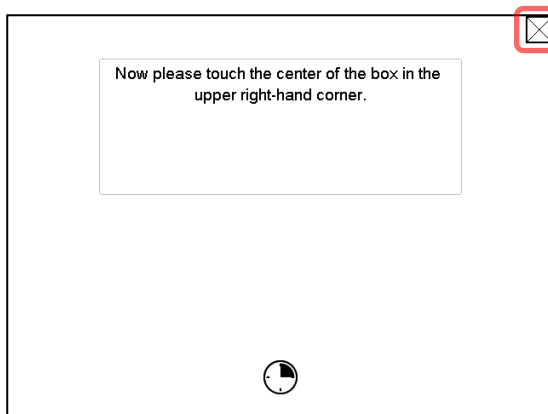 Now please touch the center of the box in the
upper right-hand corner.